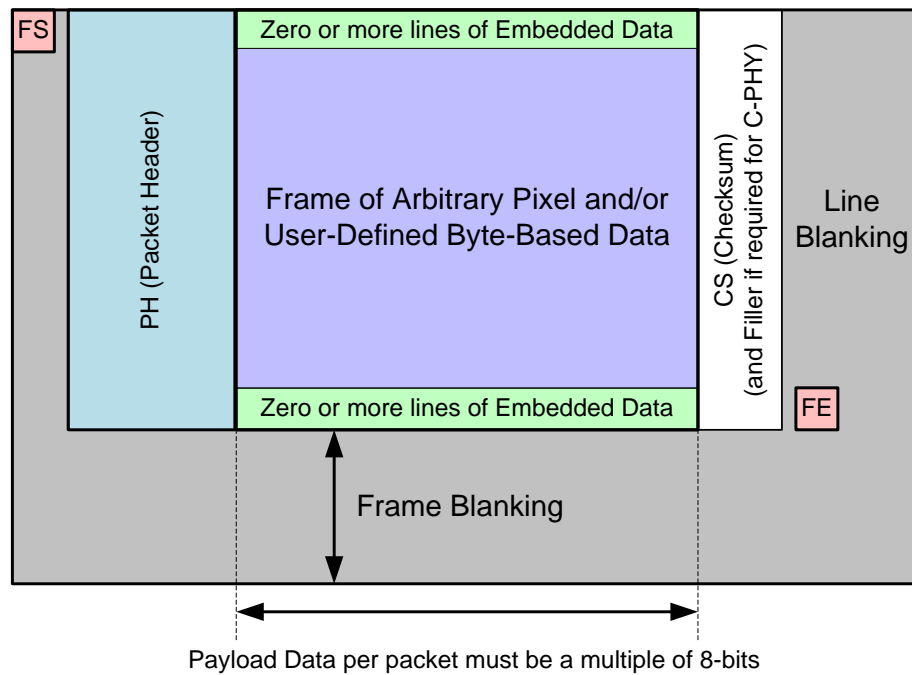 FS
Zero or more lines of Embedded Data
PH (Packet Header)
Frame of Arbitrary Pixel and/or
User-Defined Byte-Based Data
CS (Checksum)
(and Filler if required for C-PHY)
Line
Blanking
Zero or more lines of Embedded Data
FE
Frame Blanking
Payload Data per packet must be a multiple of 8-bits